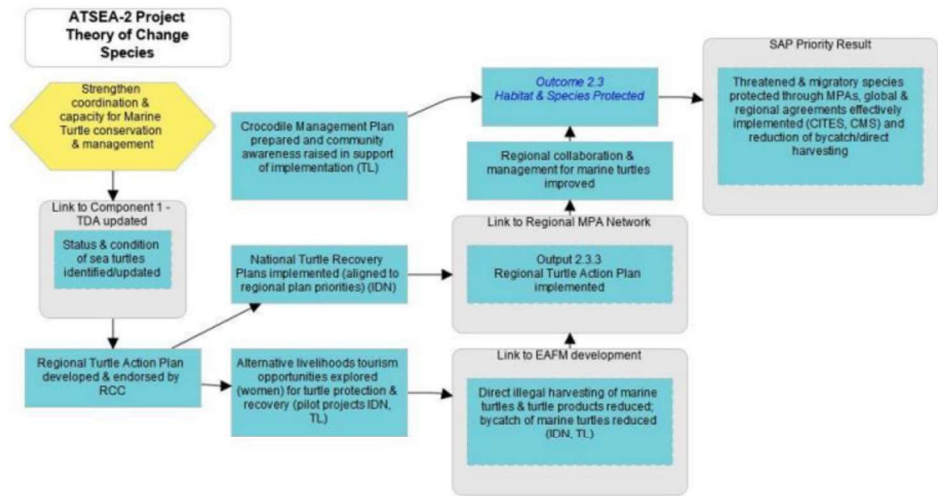 ATSEA-2 Project
Theory of Change
Species
Strengthen
coordination &
capacity for Marine
Turtle conservation
& management
Link to Component 1 -
TDA updated
Status & condition
of sea turtles
identified/updated
Regional Turtle Action Plan
developed & endorsed by
RCC
Crocodile Management Plan
prepared and community
awareness raised in support
of implementation (TL)
National Turtle Recovery
Plans implemented (aligned to
regional plan priorities) (IDN)
Alternative livelihoods tourism
opportunities explored
(women) for turtle protection &
recovery (pilot projects IDN,
TL)
Outcome 2.3
Habitat & Species Protected
Regional collaboration &
management for marine turtles
improved
Link to Regional MPA Network
Output 2.3.3
Regional Turtle Action Plan
implemented
Link to EAFM development
Direct illegal harvesting of marine
turtles & turtle products reduced;
bycatch of marine turtles reduced
(IDN, TL)
SAP Priority Result
Threatened & migratory species
protected through MPAs, global &
regional agreements effectively
implemented (CITES, CMS) and
reduction of bycatch/direct
harvesting